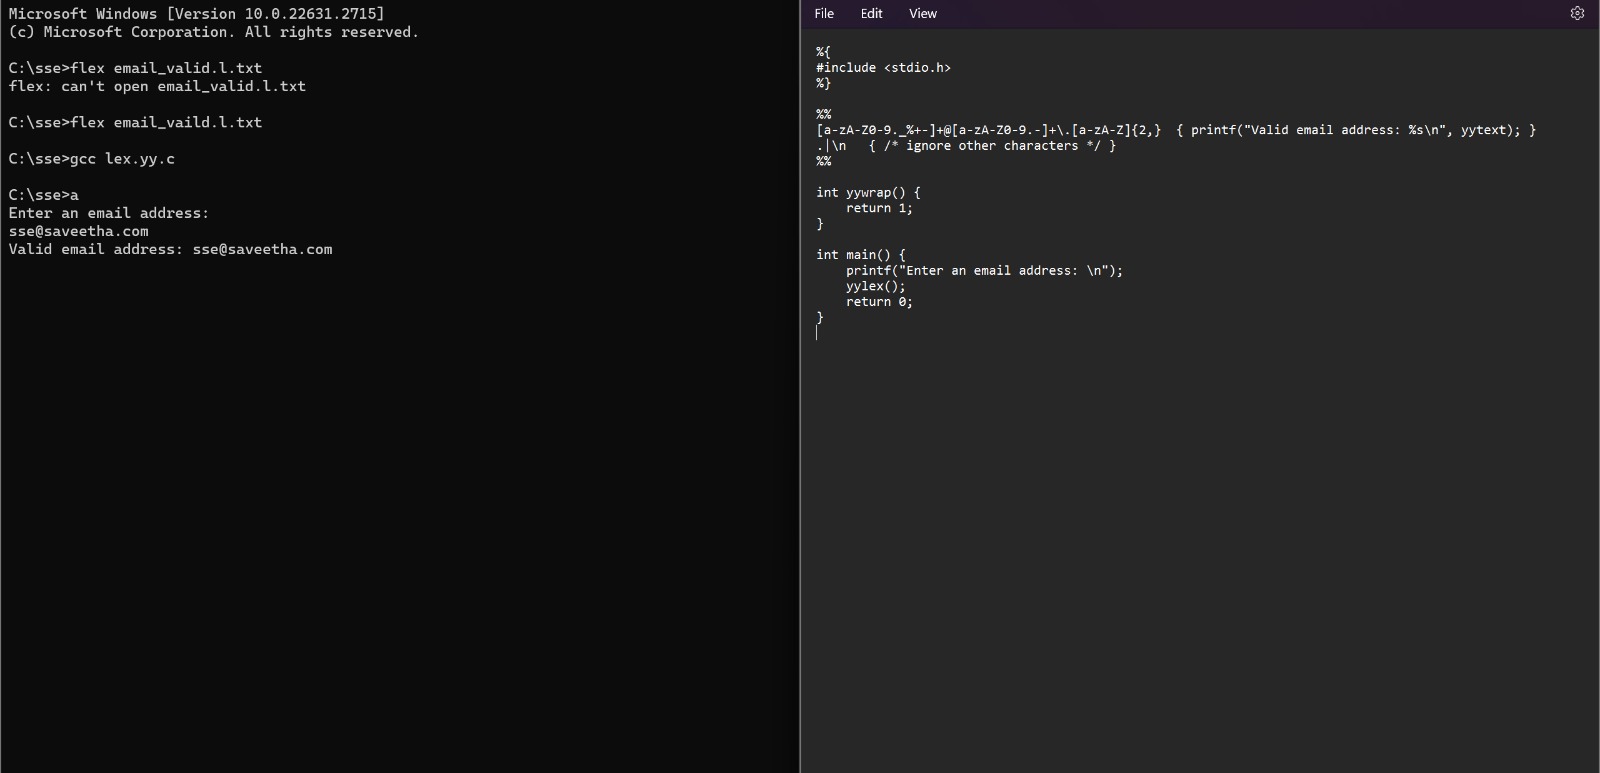 Microsoft Windows [Version 10.0.22631.2715]
(c) Microsoft Corporation. All rights reserved.
C:\sse>flex email_valid.l.txt
flex: can't open email_valid.l.txt
C:\sse>flex email_vaild.l.txt
C:\sse>gcc lex.yy.c
C:\sse>a
Enter an email address:
sse@saveetha.com
Valid email address: sse@saveetha.com
File Edit View
%{
#include <stdio.h>
%}
%%
[a-zA-Z0-9._%+-]+@[a-zA-Z0-9.-]+\.[a-zA-Z]{2,}  { printf("Valid email address: %s\n", yytext); }
.|\n   { /* ignore other characters */ }
%%
int yywrap() {
    return 1;
}
int main() {
    printf("Enter an email address: \n");
    yylex();
    return 0;
}